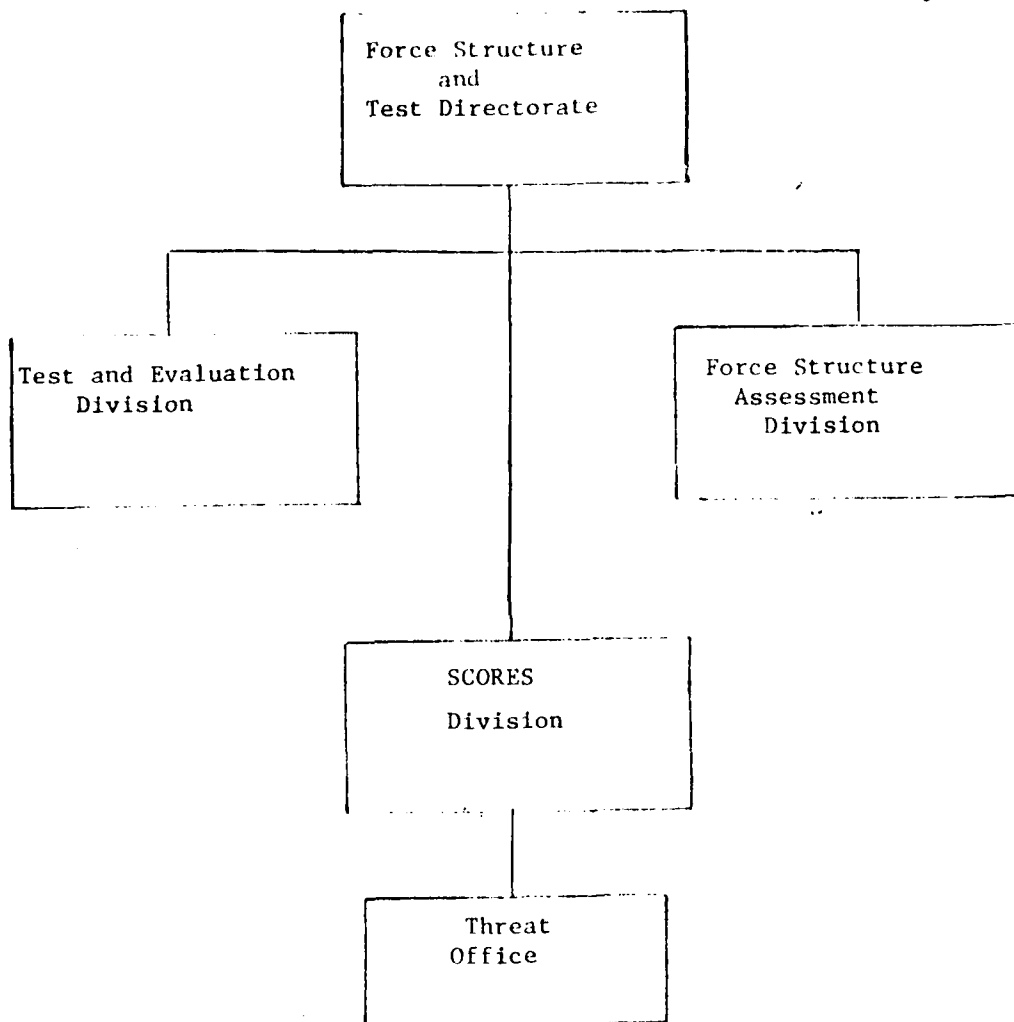 Force Structure
and
Test Directorate
Test and Evaluation
Division
Force Structure
Assessment
Division
SCORES
Division
Threat
Office